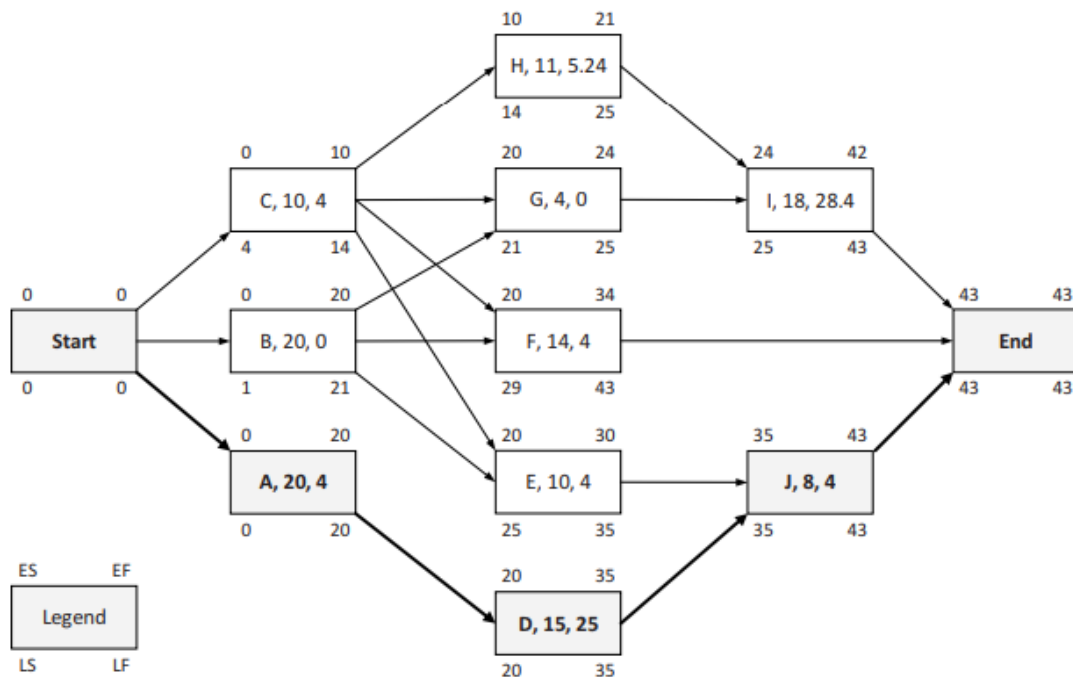 10 21
H, 11, 5.24
14 25
0 10
C, 10, 4
4 14
20 24
G, 4, 0
21 25
24 42
I, 18, 28.4
25 43
0 0
Start
0 0
0 20
B, 20, 0
1 21
20 34
F, 14, 4
29 43
43 43
End
43 43
0 20
A, 20, 4
0 20
20 30
E, 10, 4
25 35
35 43
J, 8, 4
35 43
20 35
D, 15, 25
20 35
ES EF
Legend
LS LF